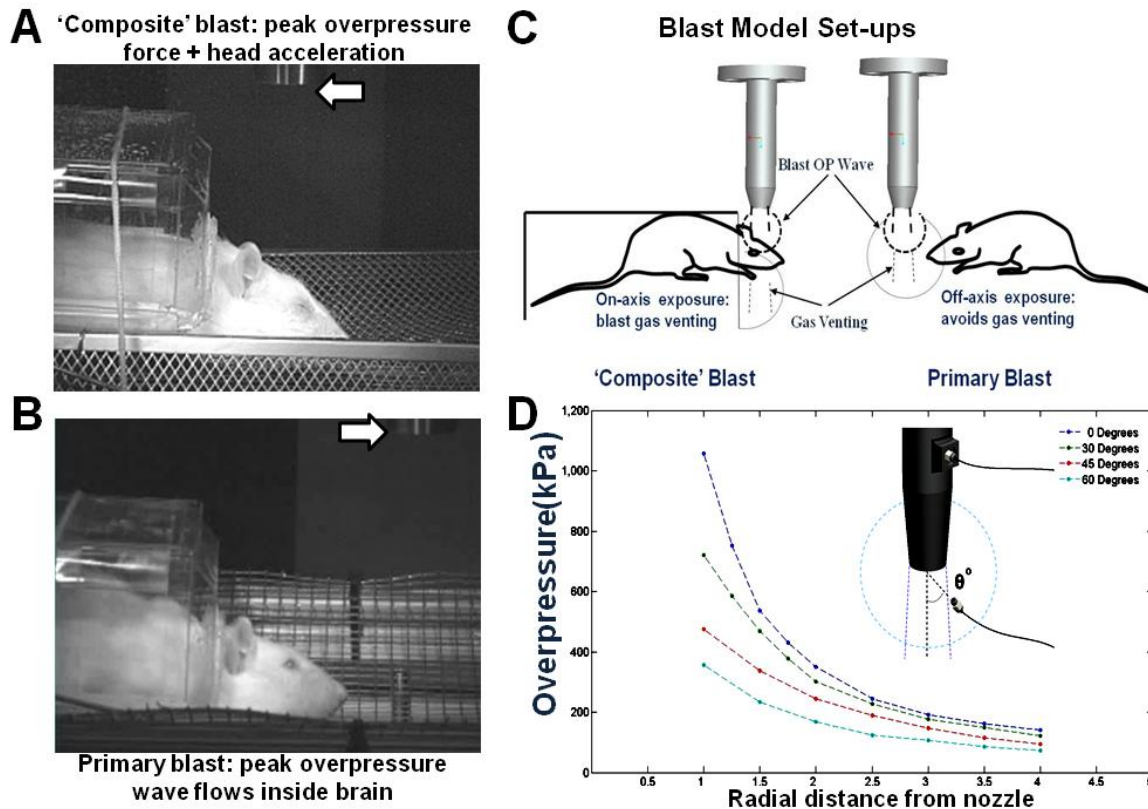 A
'Composite' blast: peak overpressure
force + head acceleration
B
Primary blast: peak overpressure
wave flows inside brain
C
Blast Model Set-ups
Blast OP Wave
On-axis exposure:
blast gas venting
Gas Venting
Off-axis exposure:
avoids gas venting
'Composite' Blast
Primary Blast
D
Overpressure(kPa)
1,200
1,000
800
600
400
200
0
0 Degrees
30 Degrees
45 Degrees
60 Degrees
θ°
0.5
1
1.5
2
2.5
3
3.5
4
4.5
5
Radial distance from nozzle